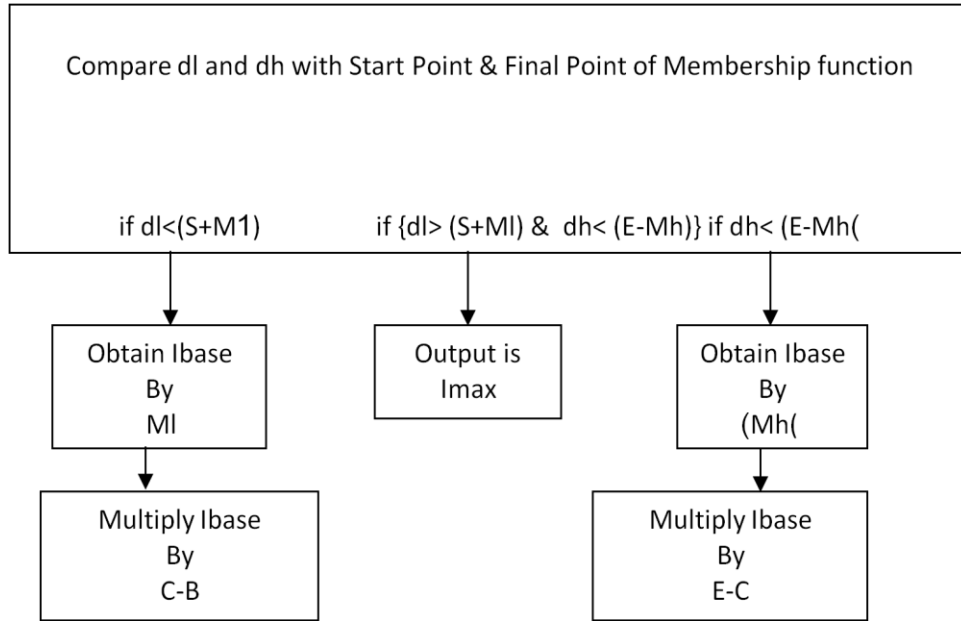 Compare dl and dh with Start Point & Final Point of Membership function
if dl<(S+M1)
if {dl> (S+Ml) & dh< (E-Mh)} if dh< (E-Mh(
Obtain Ibase
By
Ml
Output is
Imax
Obtain Ibase
By
(Mh(
Multiply Ibase
By
C-B
Multiply Ibase
By
E-C